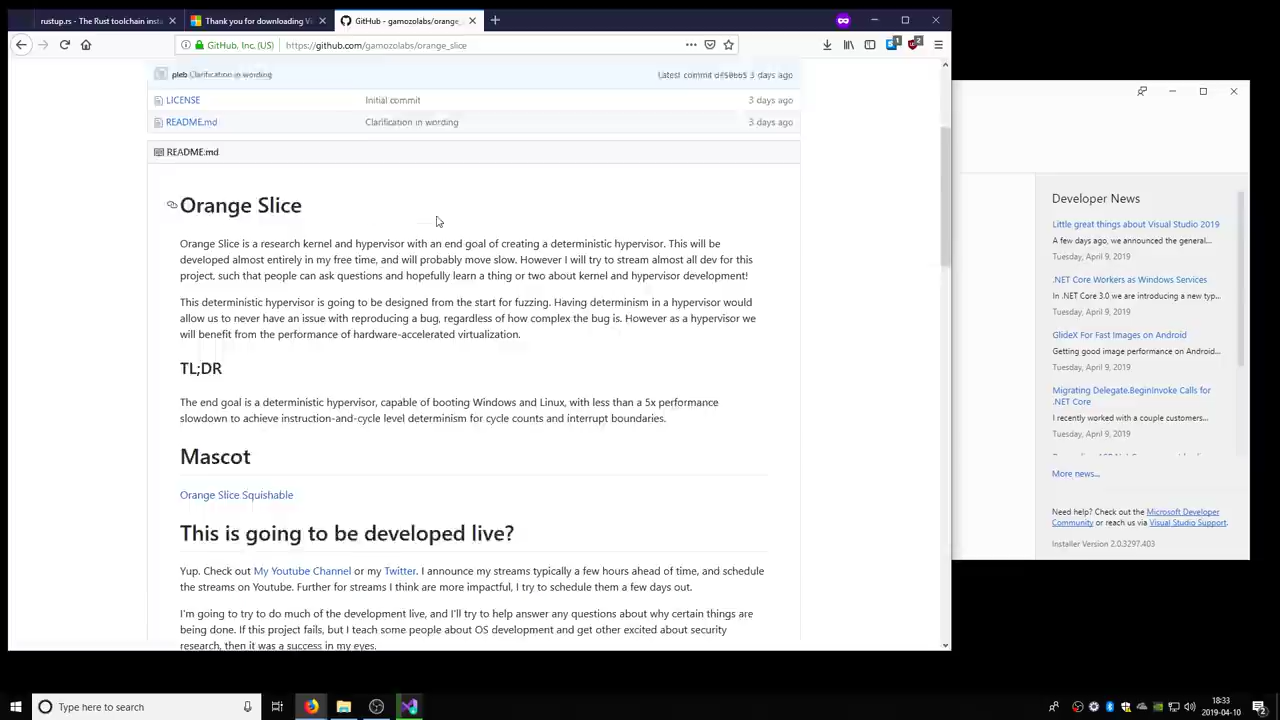 rustup.rs - The Rust toolchain insta
Thank you for downloading Vi
GitHub - gamozolabs/orange_
GitHub, Inc. (US)
https://github.com/gamozolabs/orange_slice
pleb Clarification in wording
Latest commit
3 days ago
LICENSE
Initial commit
3 days ago
README.md
Clarification in wording
3 days ago
README.md
Orange Slice
Orange Slice is a research kernel and hypervisor with an end goal of creating a deterministic hypervisor. This will be
developed almost entirely in my free time, and will probably move slow. However I will try to stream almost all dev for this
project, such that people can ask questions and hopefully learn a thing or two about kernel and hypervisor development!
This deterministic hypervisor is going to be designed from the start for fuzzing. Having determinism in a hypervisor would
allow us to never have an issue with reproducing a bug, regardless of how complex the bug is. However as a hypervisor we
will benefit from the performance of hardware-accelerated virtualization.
TL;DR
The end goal is a deterministic hypervisor, capable of booting Windows and Linux, with less than a 5x performance
slowdown to achieve instruction-and-cycle level determinism for cycle counts and interrupt boundaries.
Mascot
Orange Slice Squishable
This is going to be developed live?
Yup. Check out My Youtube Channel or my Twitter. I announce my streams typically a few hours ahead of time, and schedule
the streams on Youtube. Further for streams I think are more impactful, I try to schedule them a few days out.
I'm going to try to do much of the development live, and I'll try to help answer any questions about why certain things are
being done. If this project fails, but I teach some people about OS development and get other excited about security
research, then it was a success in my eyes.
Developer News
Little great things about Visual Studio 2019
A few days ago, we announced the general...
Tuesday, April 9, 2019
.NET Core Workers as Windows Services
In .NET Core 3.0 we are introducing a new typ...
Tuesday, April 9, 2019
GlideX For Fast Images on Android
Getting good image performance on Android...
Tuesday, April 9, 2019
Migrating Delegate.BeginInvoke Calls for
.NET Core
I recently worked with a couple customers...
Tuesday, April 9, 2019
More news...
Need help? Check out the Microsoft Developer
Community or reach us via Visual Studio Support.
Installer Version 2.0.3297.403
Type here to search
18:33
2019-04-10